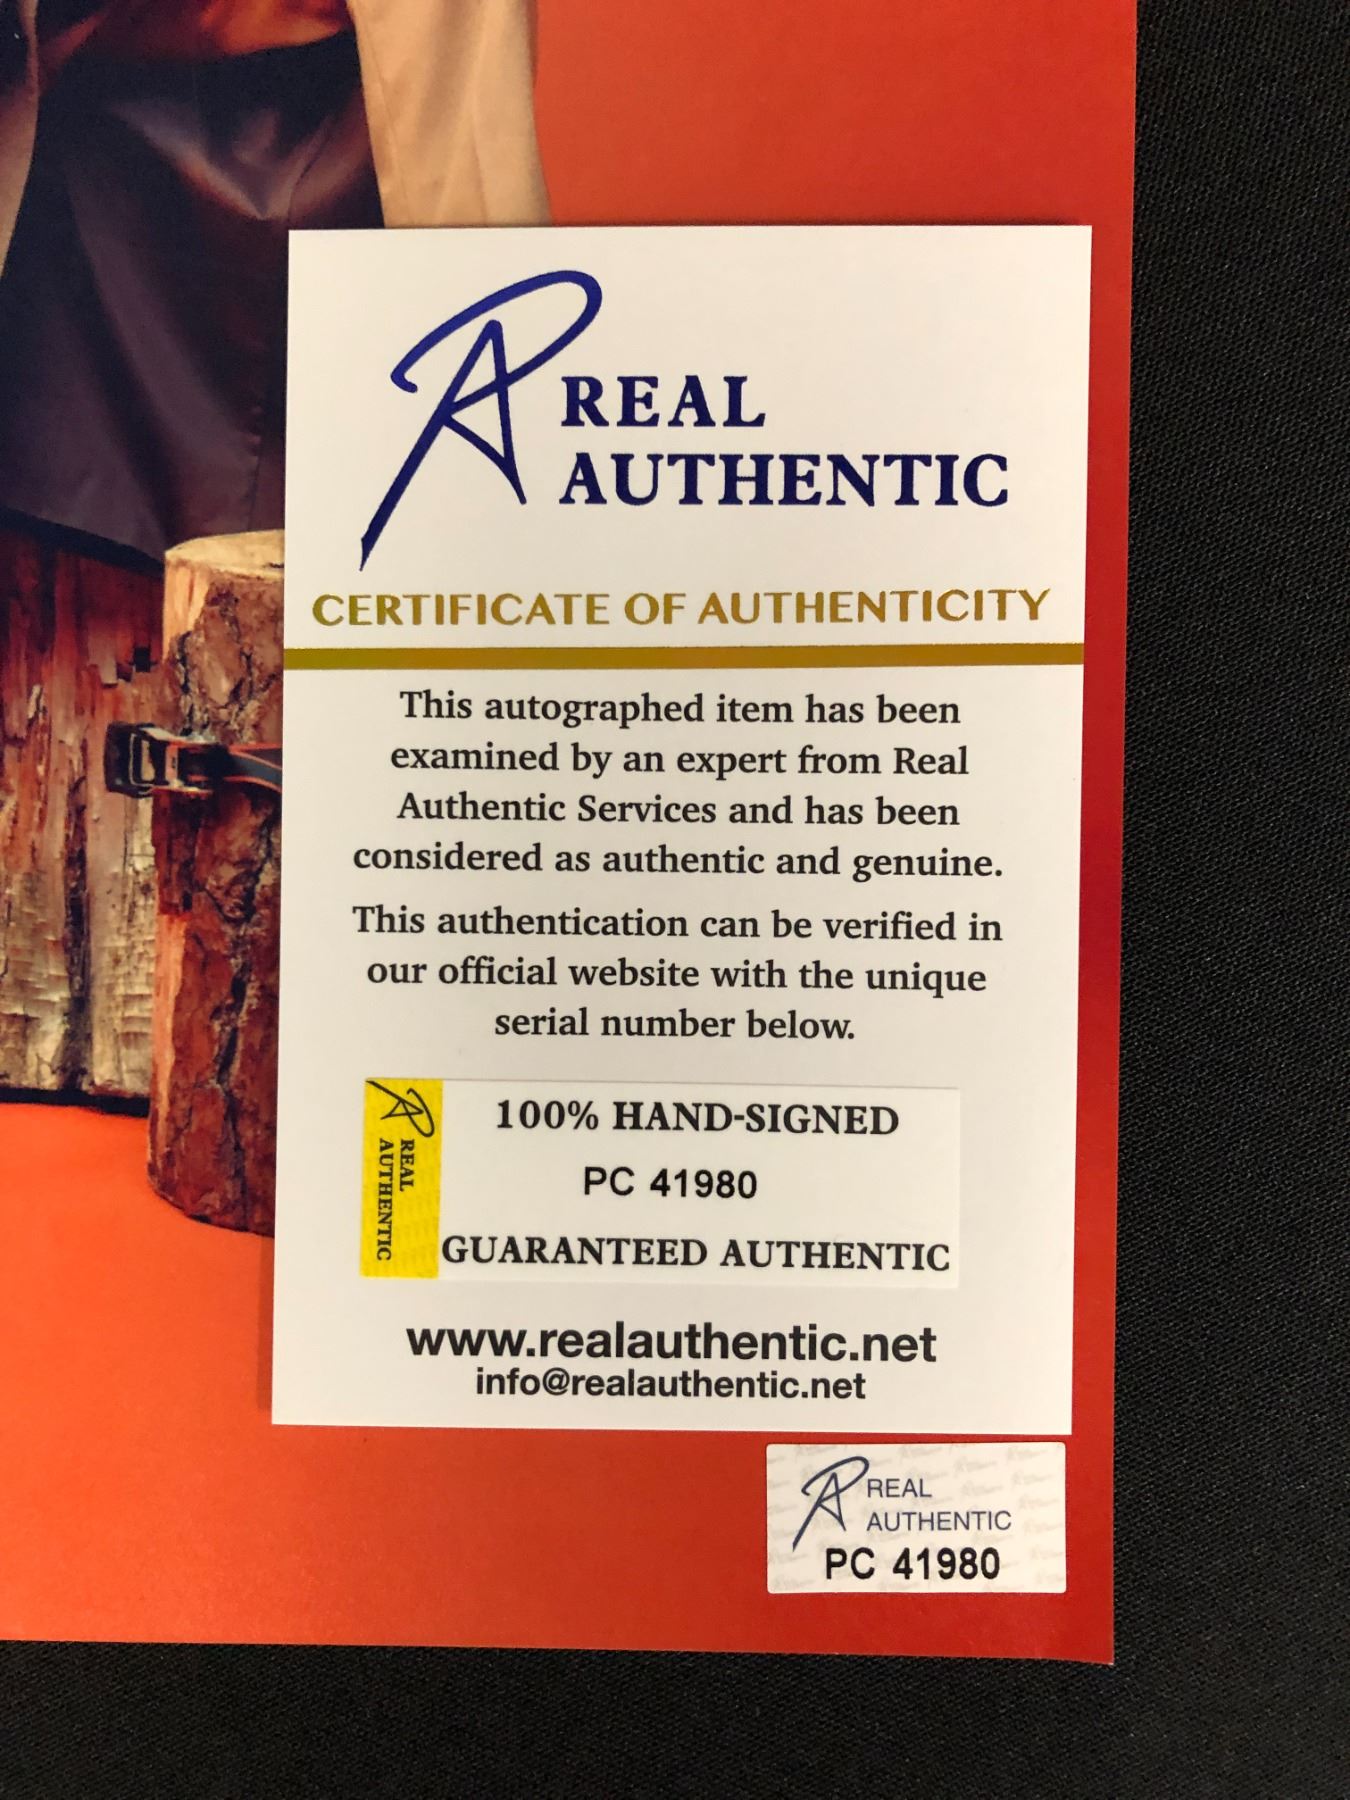 REAL
AUTHENTIC
CERTIFICATE OF AUTHENTICITY
This autographed item has been
examined by an expert from Real
Authentic Services and has been
considered as authentic and genuine.
This authentication can be verified in
our official website with the unique
serial number below.
REAL
AUTHENTIC
100% HAND-SIGNED
PC 41980
GUARANTEED AUTHENTIC
www.realauthentic.net
info@realauthentic.net
REAL
AUTHENTIC
PC 41980